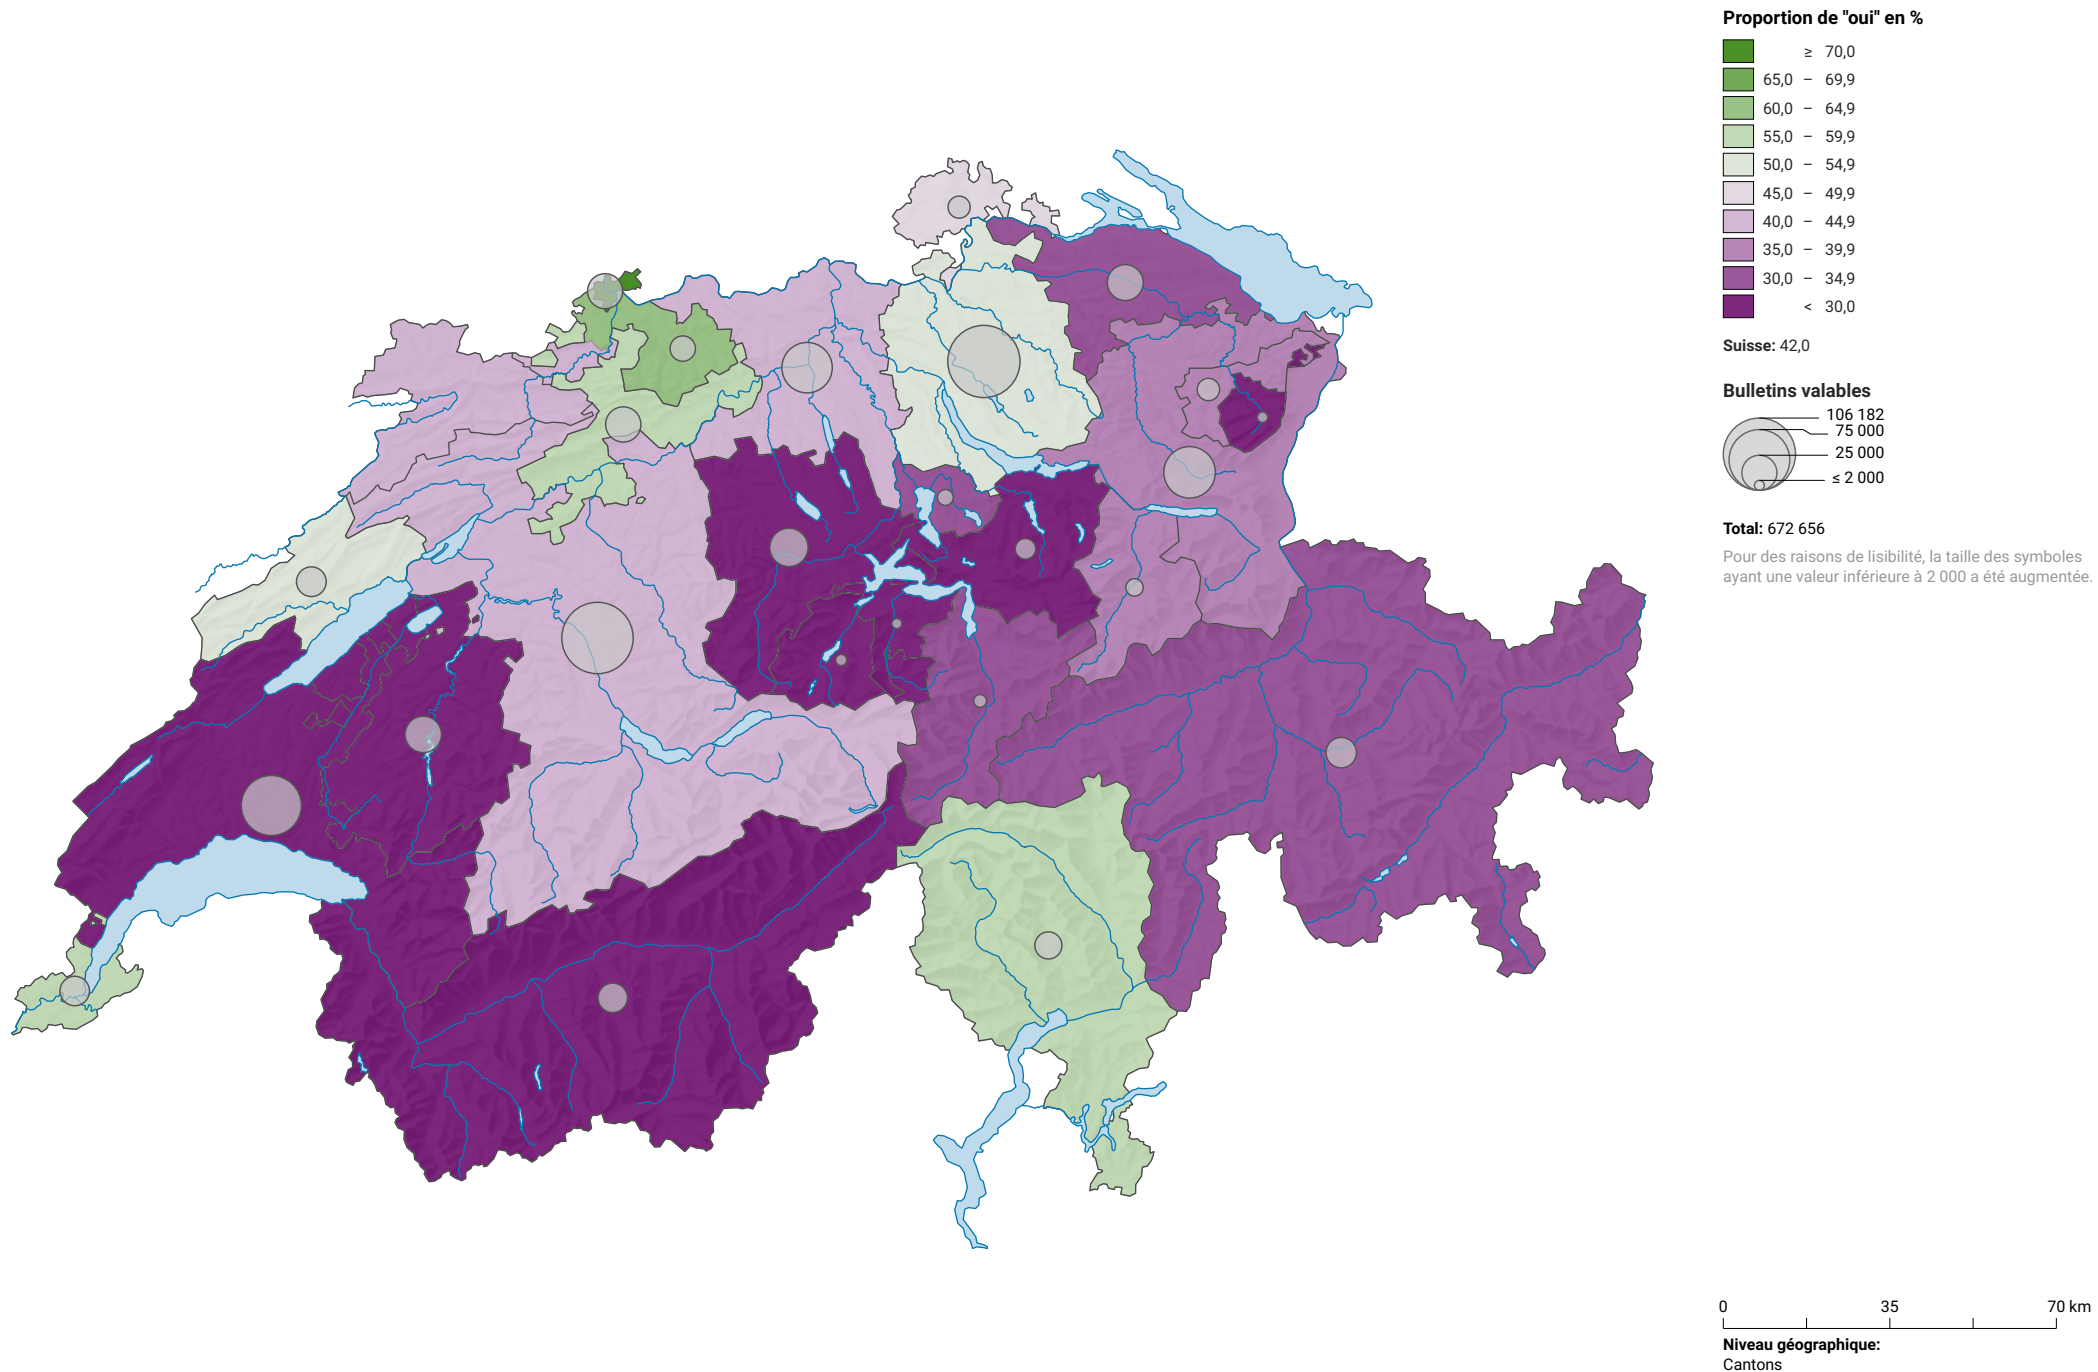 Proportion de "oui" en %
≥ 70,0
65,0 – 69,9
60,0 – 64,9
55,0 – 59,9
50,0 – 54,9
45,0 – 49,9
40,0 – 44,9
35,0 – 39,9
30,0 – 34,9
< 30,0
Suisse: 42,0
Bulletins valables
106 182
75 000
25 000
≤ 2 000
Total: 672 656
Pour des raisons de lisibilité, la taille des symboles
ayant une valeur inférieure à 2 000 a été augmentée.
0 35 70 km
Niveau géographique:
Cantons